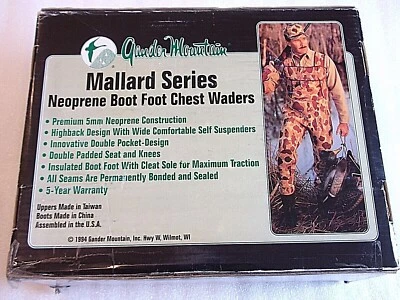 Gander Mountain
Mallard Series
Neoprene Boot Foot Chest Waders
• Premium 5mm Neoprene Construction
• Highback Design With Wide Comfortable Self Suspenders
• Innovative Double Pocket-Design
• Double Padded Seat and Knees
• Insulated Boot Foot With Cleat Sole for Maximum Traction
• All Seams Are Permanently Bonded and Sealed
• 5-Year Warranty
Uppers Made in Taiwan
Boots Made in China
Assembled in the U.S.A.
© 1994 Gander Mountain, Inc. Hwy W, Wilmot, WI